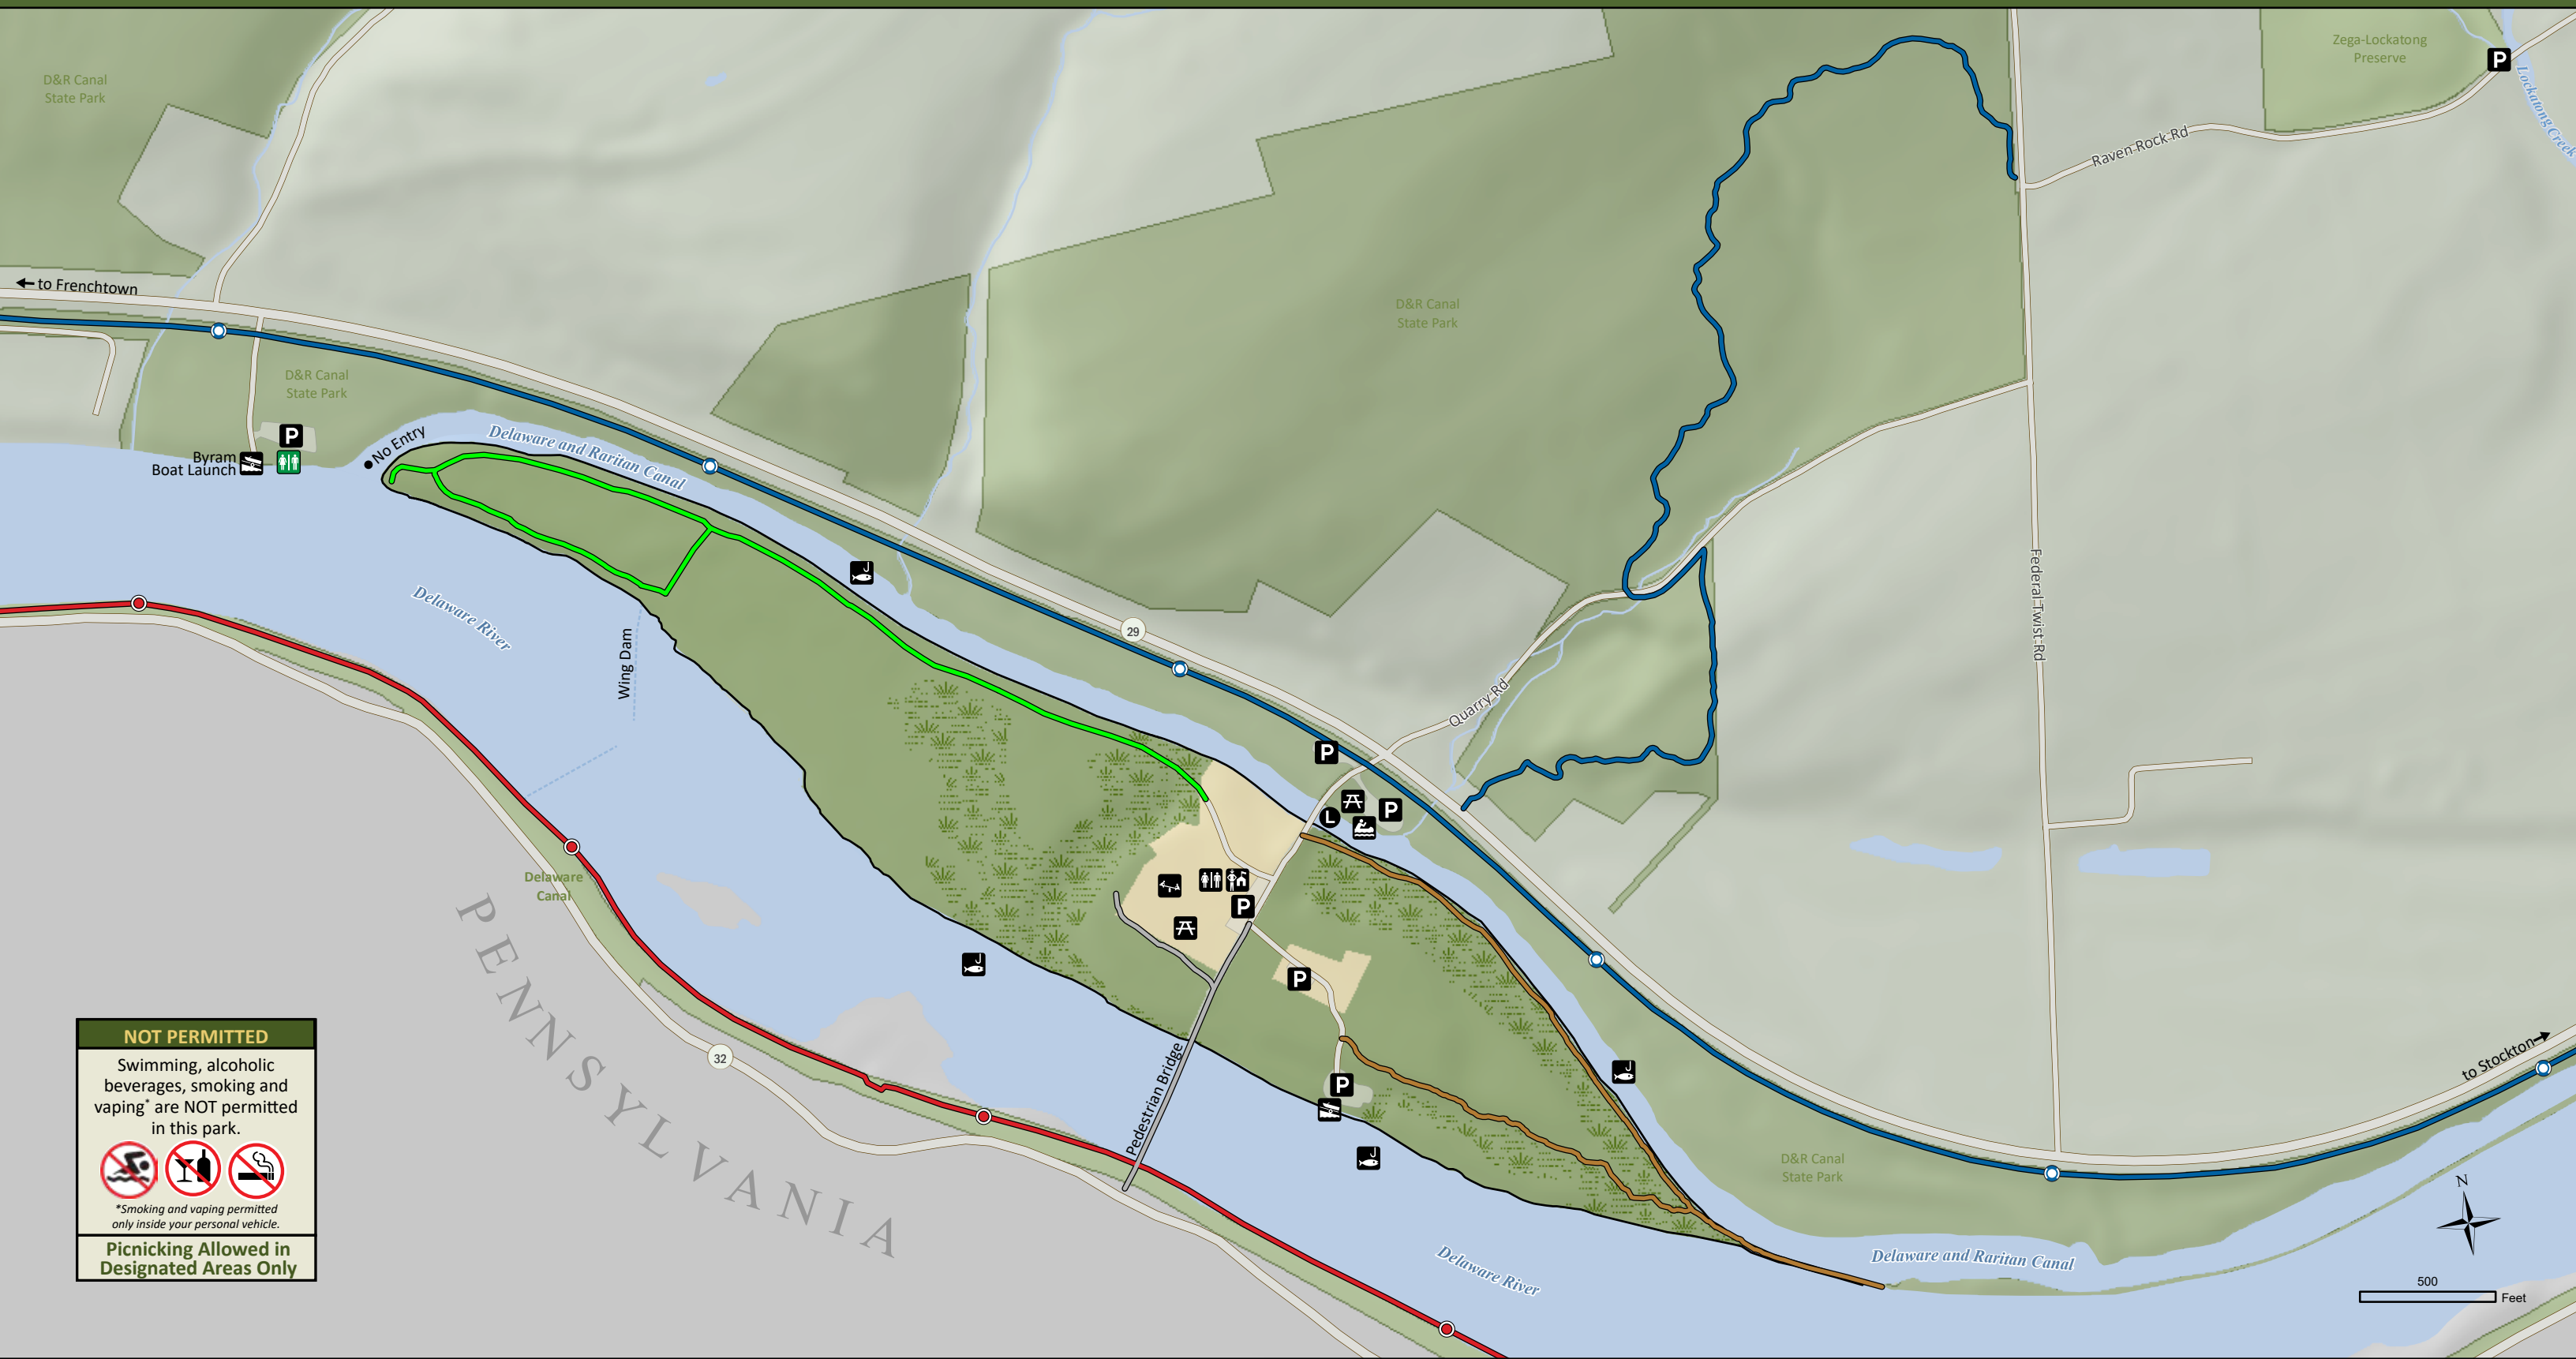 D&R Canal
State Park
Zega-Lockatong
Preserve
P
Lockatong Creek
Raven Rock Rd
to Frenchtown
D&R Canal
State Park
D&R Canal
State Park
P
No Entry
Byram
Boat Launch
Delaware and Raritan Canal
Delaware River
Wing Dam
29
Federal Twist Rd
Quarry Rd
P
P
L
P
P
P
Delaware
Canal
PENNSYLVANIA
32
Pedestrian Bridge
to Stockton
D&R Canal
State Park
Delaware and Raritan Canal
Delaware River
N
500
Feet
NOT PERMITTED
Swimming, alcoholic
beverages, smoking and
vaping* are NOT permitted
in this park.
*Smoking and vaping permitted
only inside your personal vehicle.
Picnicking Allowed in
Designated Areas Only